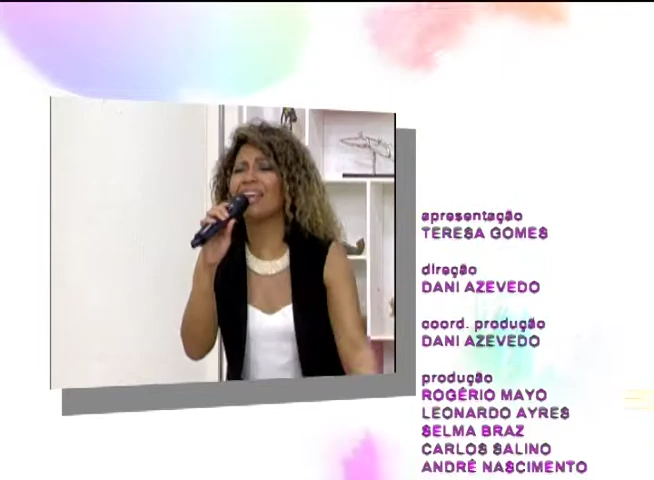 apresentação
TERESA GOMES
direção
DANI AZEVEDO
coord. produção
DANI AZEVEDO
produção
ROGÉRIO MAYO
LEONARDO AYRES
SELMA BRAZ
CARLOS SALINO
ANDRÉ NASCIMENTO